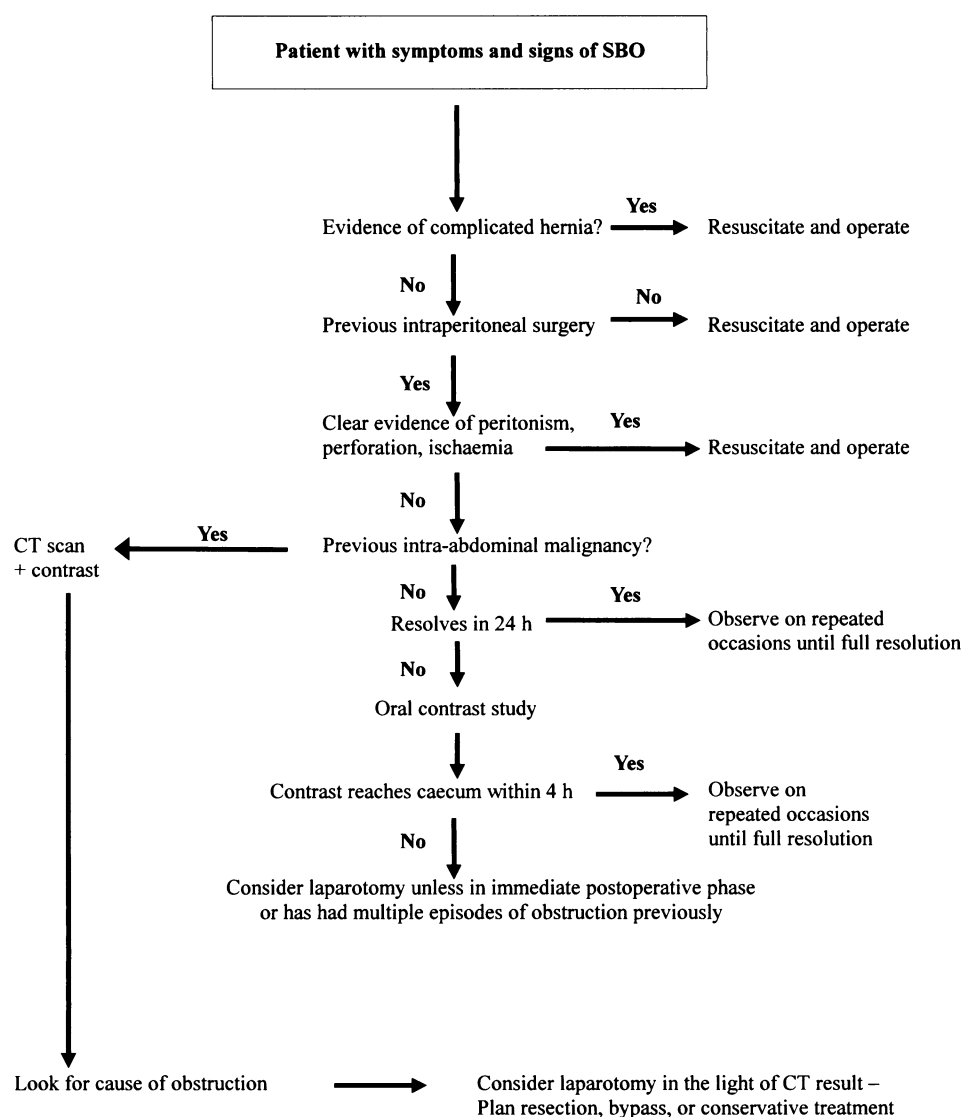 Patient with symptoms and signs of SBO
Yes
Evidence of complicated hernia?
Resuscitate and operate
No
No
Previous intraperitoneal surgery
Resuscitate and operate
Yes
Clear evidence of peritonism,
perforation, ischaemia
Yes
Resuscitate and operate
No
CT scan
+ contrast
Yes
Previous intra-abdominal malignancy?
No
Yes
Resolves in 24 h
Observe on repeated
occasions until full resolution
No
Oral contrast study
Yes
Contrast reaches caecum within 4 h
Observe on
repeated occasions
until full resolution
No
Consider laparotomy unless in immediate postoperative phase
or has had multiple episodes of obstruction previously
Look for cause of obstruction
Consider laparotomy in the light of CT result –
Plan resection, bypass, or conservative treatment